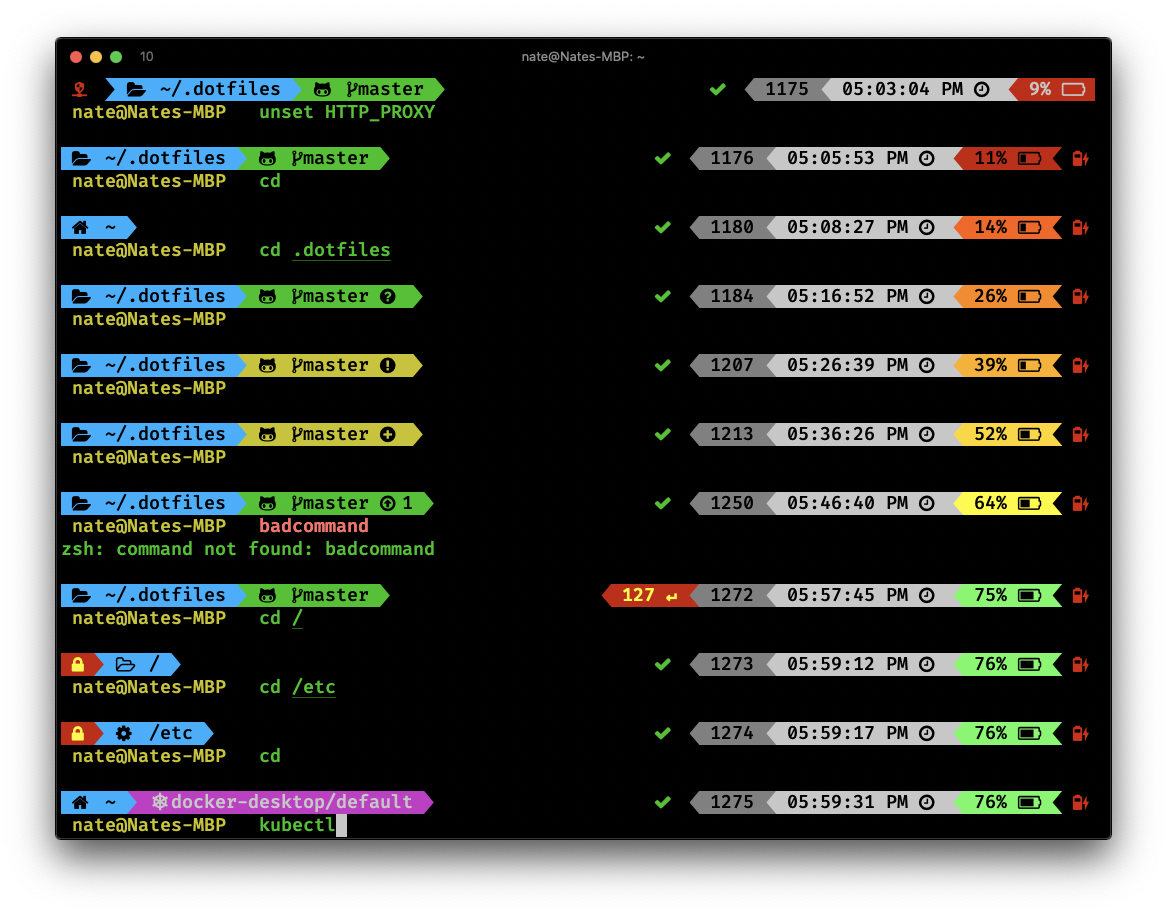 10 nate@Nates-MBP: ~
~/.dotfiles master 1175 05:03:04 PM 9%
nate@Nates-MBP unset HTTP_PROXY
~/.dotfiles master 1176 05:05:53 PM 11%
nate@Nates-MBP cd
~ 1180 05:08:27 PM 14%
nate@Nates-MBP cd .dotfiles
~/.dotfiles master ? 1184 05:16:52 PM 26%
nate@Nates-MBP
~/.dotfiles master ! 1207 05:26:39 PM 39%
nate@Nates-MBP
~/.dotfiles master + 1213 05:36:26 PM 52%
nate@Nates-MBP
~/.dotfiles master 1 1250 05:46:40 PM 64%
nate@Nates-MBP badcommand
zsh: command not found: badcommand
~/.dotfiles master 127 ↵ 1272 05:57:45 PM 75%
nate@Nates-MBP cd /
/ 1273 05:59:12 PM 76%
nate@Nates-MBP cd /etc
/etc 1274 05:59:17 PM 76%
nate@Nates-MBP cd
~ docker-desktop/default 1275 05:59:31 PM 76%
nate@Nates-MBP kubectl